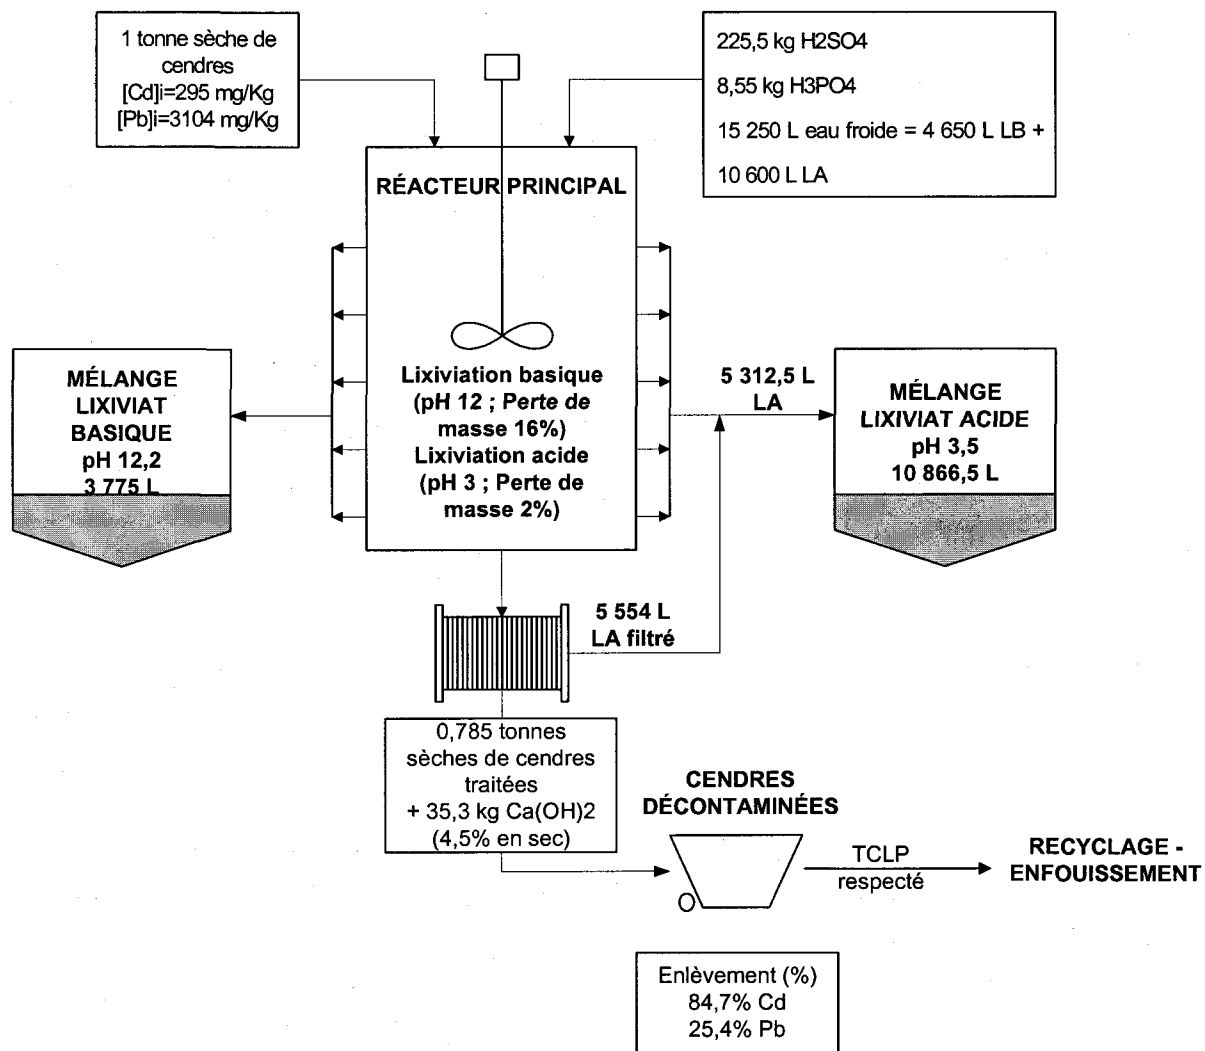 1 tonne sèche de
cendres
[Cd]i=295 mg/Kg
[Pb]i=3104 mg/Kg
225,5 kg H2SO4
8,55 kg H3PO4
15 250 L eau froide = 4 650 L LB +
10 600 L LA
RÉACTEUR PRINCIPAL
Lixiviation basique
(pH 12 ; Perte de
masse 16%)
Lixiviation acide
(pH 3 ; Perte de
masse 2%)
MÉLANGE
LIXIVIAT
BASIQUE
pH 12,2
3 775 L
5 312,5 L
LA
MÉLANGE
LIXIVIAT ACIDE
pH 3,5
10 866,5 L
5 554 L
LA filtré
0,785 tonnes
sèches de cendres
traitées
+ 35,3 kg Ca(OH)2
(4,5% en sec)
CENDRES
DÉCONTAMINÉES
TCLP
respecté
RECYCLAGE -
ENFOUISSEMENT
Enlèvement (%)
84,7% Cd
25,4% Pb